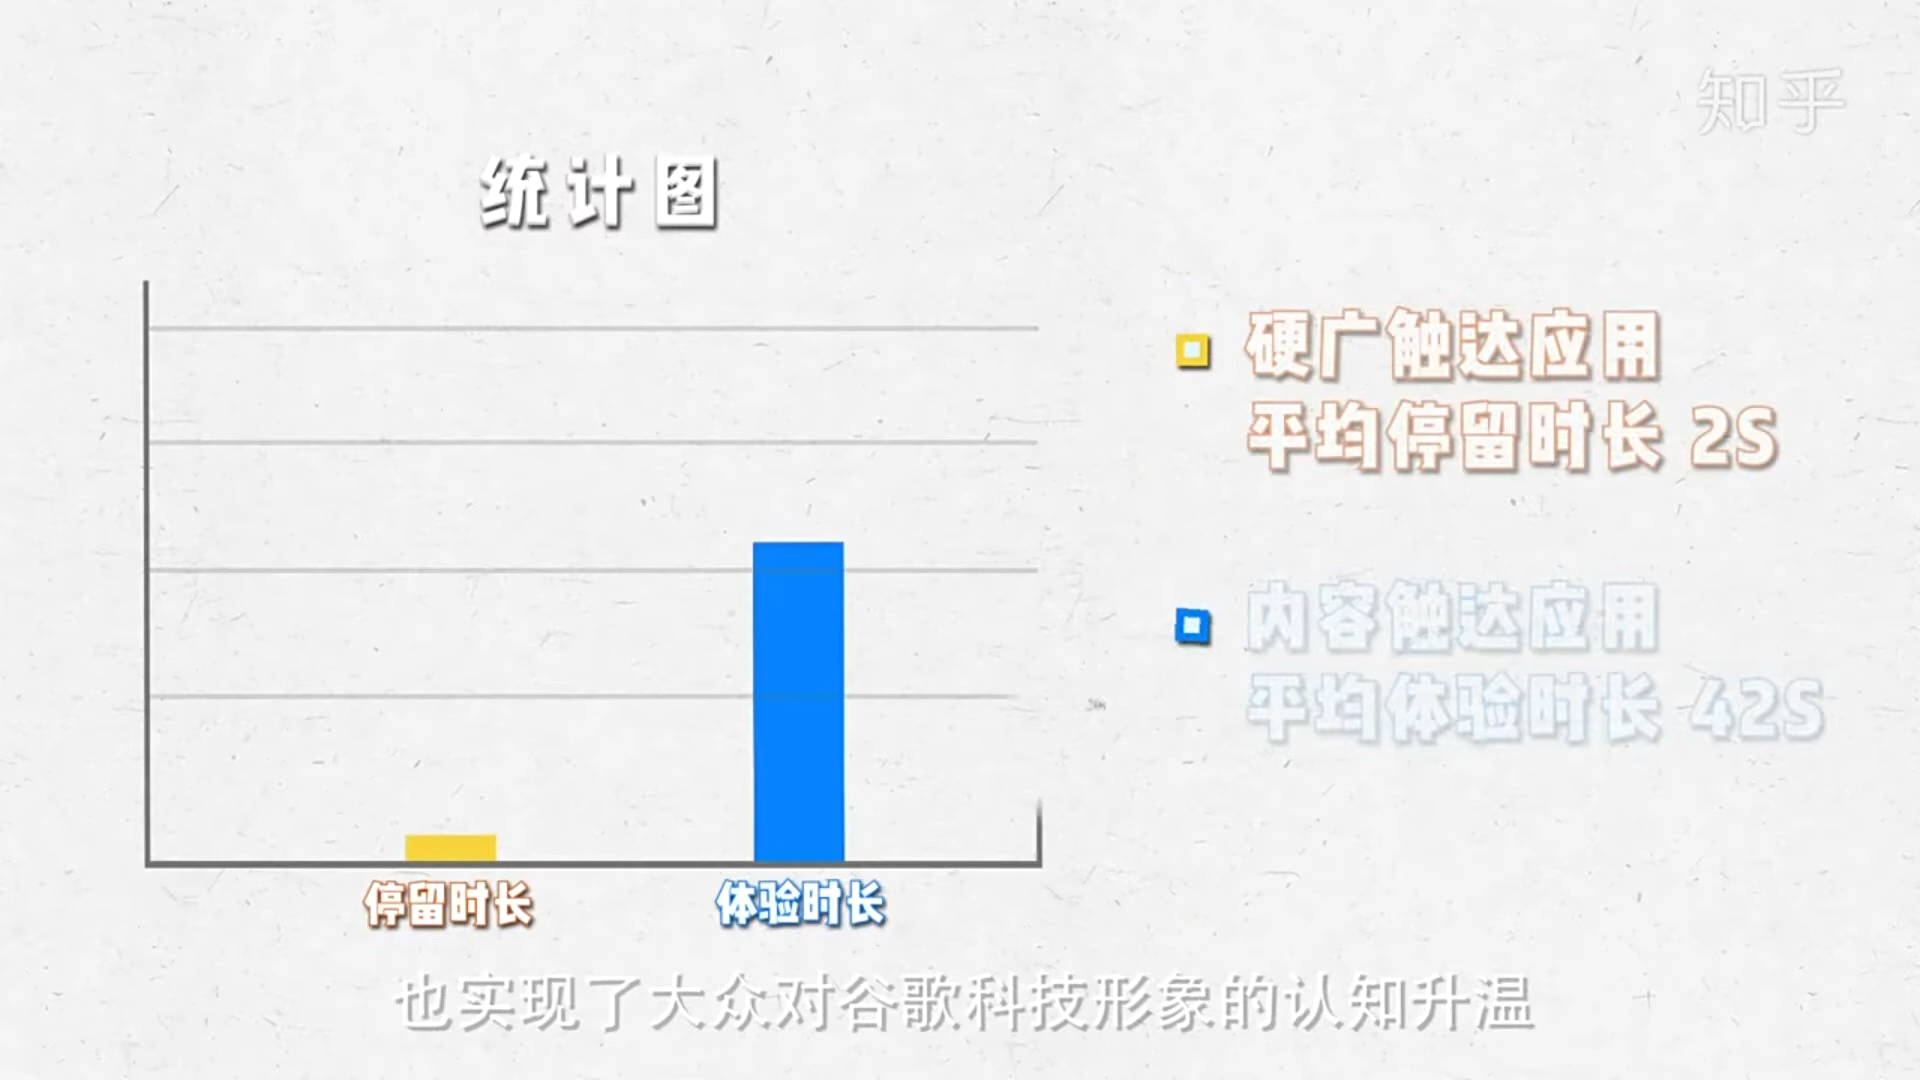 知乎
统计图
硬广触达应用
平均停留时长 2S
内容触达应用
平均体验时长 42S
停留时长
体验时长
也实现了大众对谷歌科技形象的认知升温